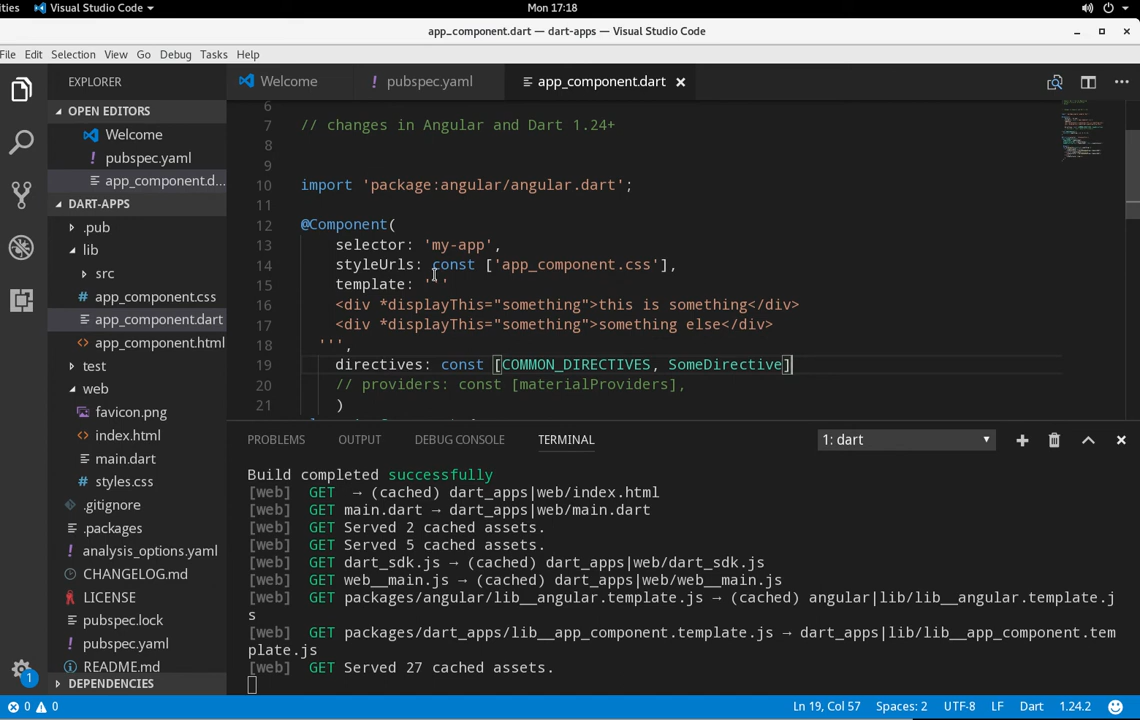 ities Visual Studio Code Mon 17:18
app_component.dart — dart-apps — Visual Studio Code
File Edit Selection View Go Debug Tasks Help
EXPLORER
OPEN EDITORS
Welcome
pubspec.yaml
app_component.d...
DART-APPS
.pub
lib
src
app_component.css
app_component.dart
app_component.html
test
web
favicon.png
index.html
main.dart
styles.css
.gitignore
.packages
analysis_options.yaml
CHANGELOG.md
LICENSE
pubspec.lock
pubspec.yaml
README.md
DEPENDENCIES
Welcome pubspec.yaml app_component.dart
6
7 // changes in Angular and Dart 1.24+
8
9
10 import 'package:angular/angular.dart';
11
12 @Component(
13 selector: 'my-app',
14 styleUrls: const ['app_component.css'],
15 template: '''
16 <div *displayThis="something">this is something</div>
17 <div *displayThis="something">something else</div>
18 ''',
19 directives: const [COMMON_DIRECTIVES, SomeDirective]
20 // providers: const [materialProviders],
21 )
PROBLEMS OUTPUT DEBUG CONSOLE TERMINAL 1: dart
Build completed successfully
[web] GET → (cached) dart_apps|web/index.html
[web] GET main.dart → dart_apps|web/main.dart
[web] GET Served 2 cached assets.
[web] GET Served 5 cached assets.
[web] GET dart_sdk.js → (cached) dart_apps|web/dart_sdk.js
[web] GET web__main.js → (cached) dart_apps|web/web__main.js
[web] GET packages/angular/lib__angular.template.js → (cached) angular|lib/lib__angular.template.j
s
[web] GET packages/dart_apps/lib__app_component.template.js → dart_apps|lib/lib__app_component.tem
plate.js
[web] GET Served 27 cached assets.
1
0 0 Ln 19, Col 57 Spaces: 2 UTF-8 LF Dart 1.24.2